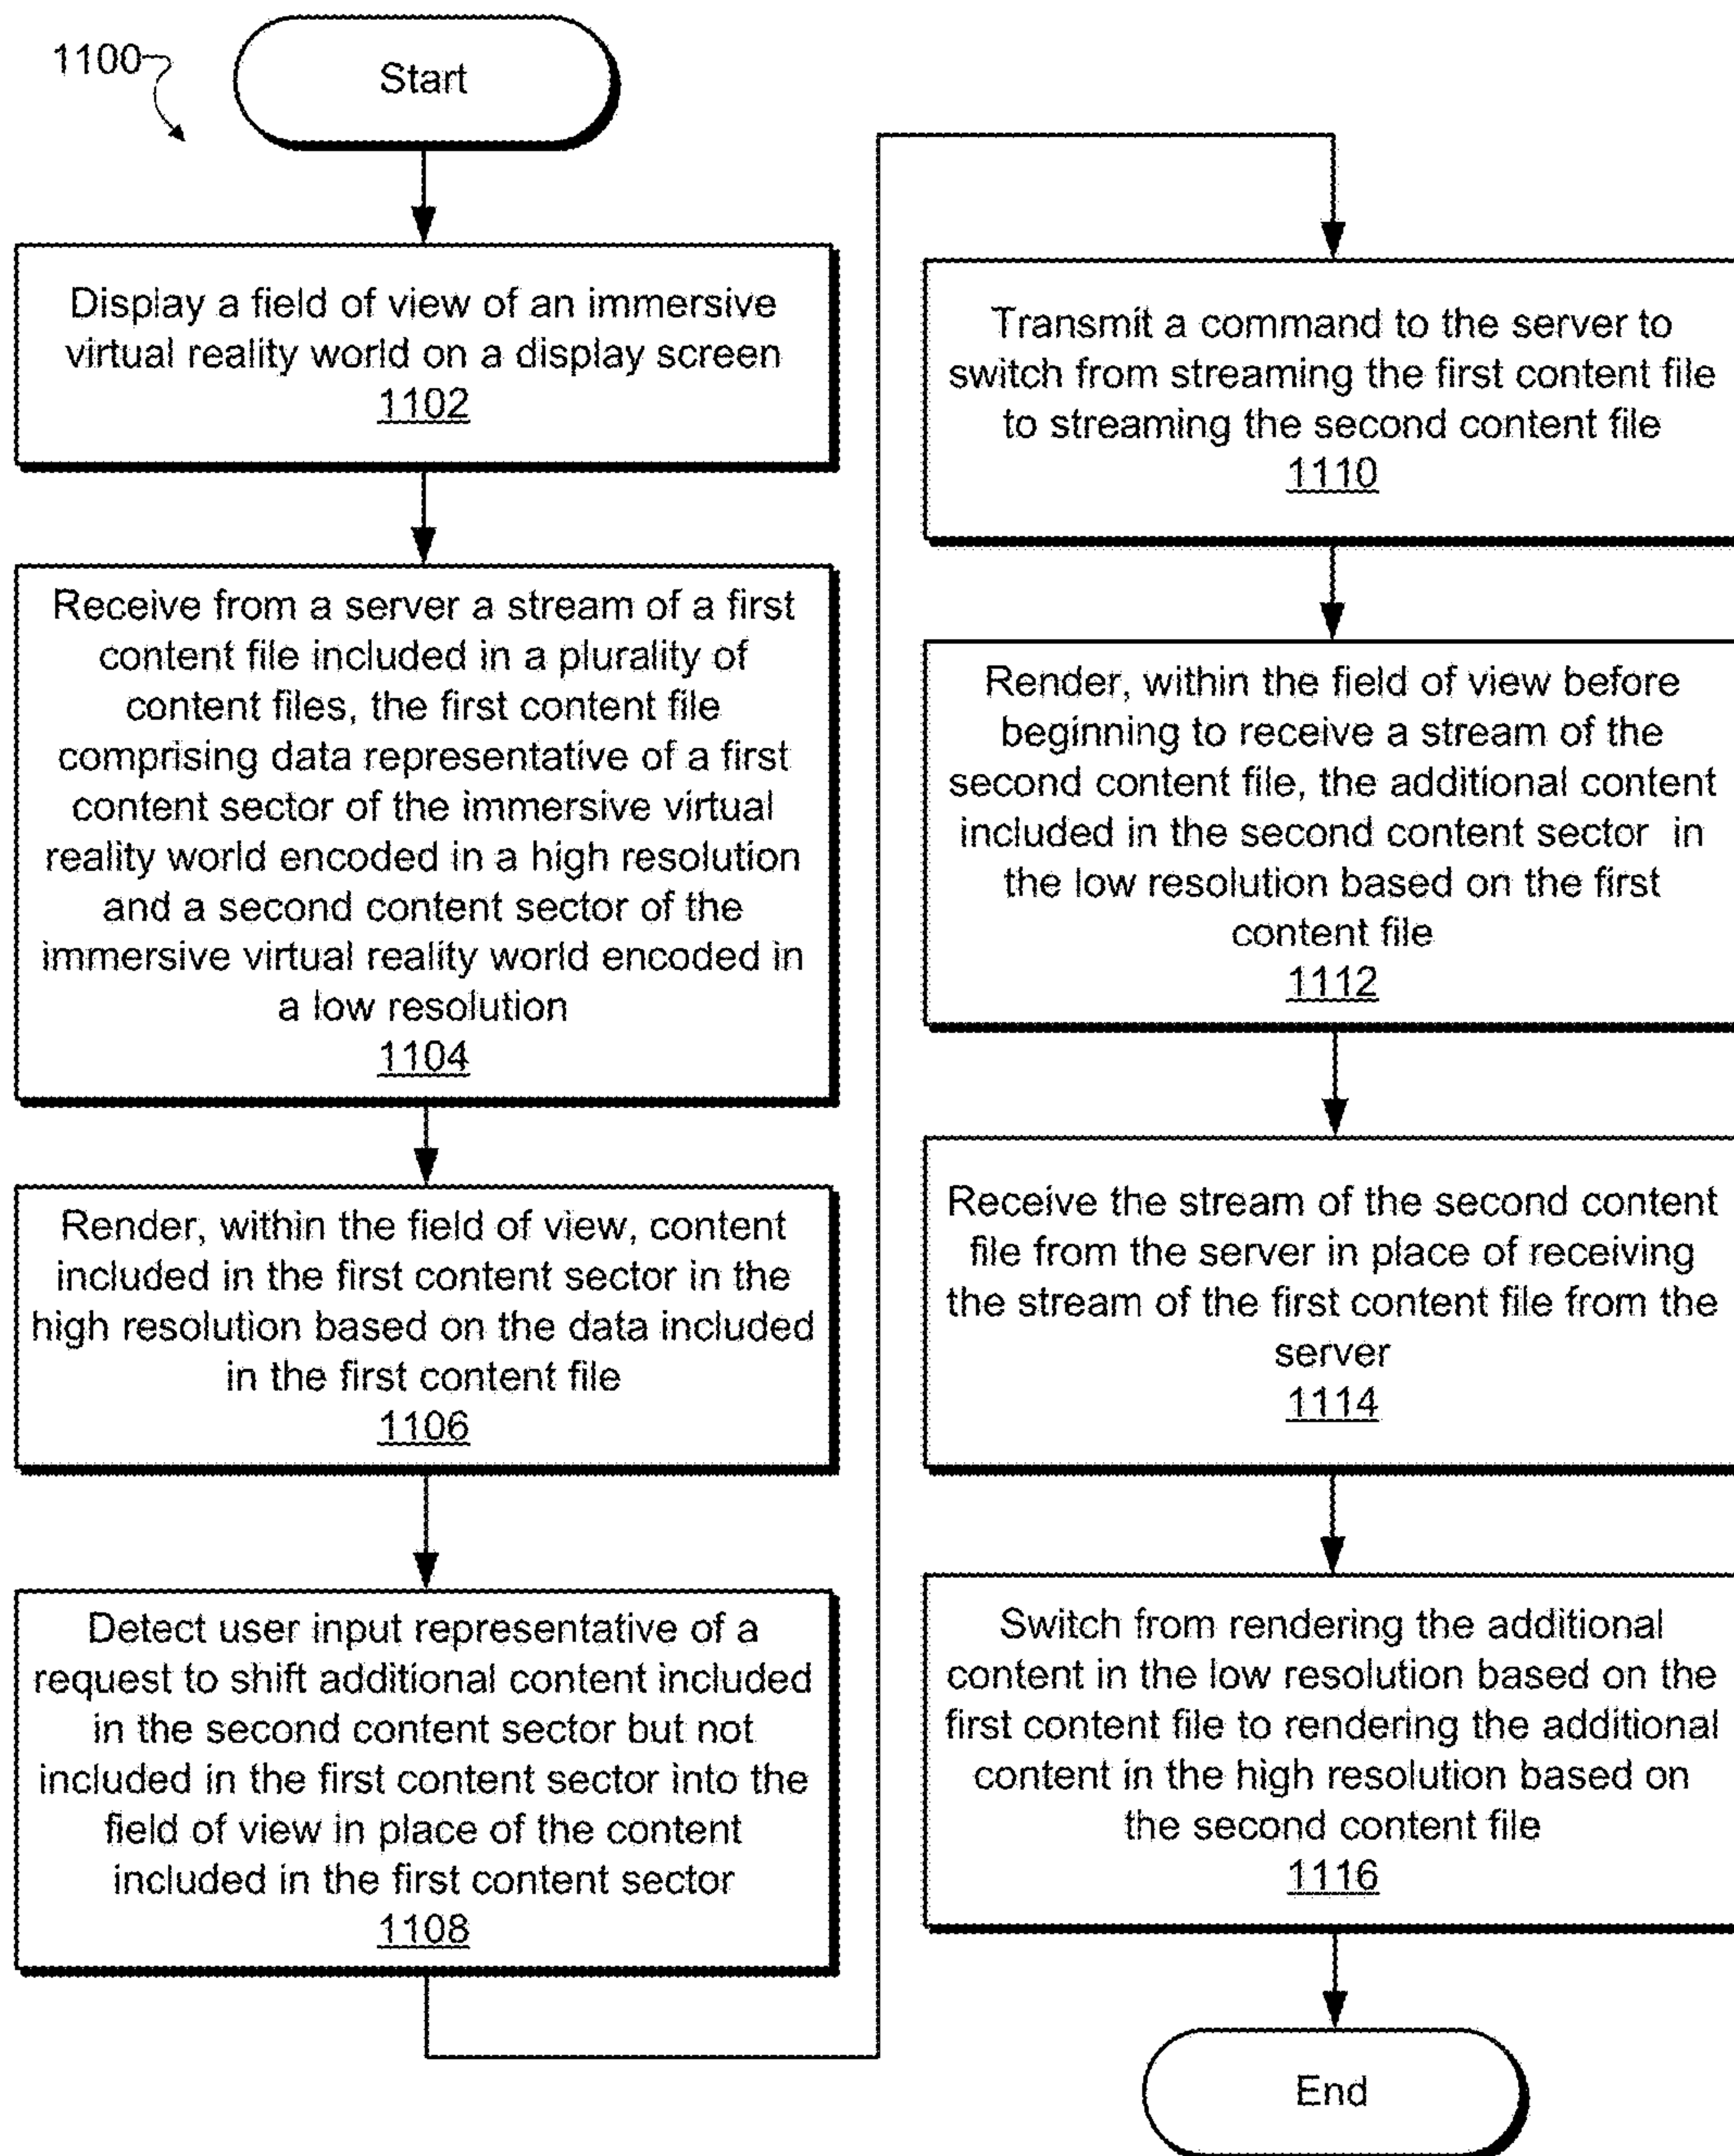 1100
Start
Display a field of view of an immersive
virtual reality world on a display screen
1102
Receive from a server a stream of a first
content file included in a plurality of
content files, the first content file
comprising data representative of a first
content sector of the immersive virtual
reality world encoded in a high resolution
and a second content sector of the
immersive virtual reality world encoded in
a low resolution
1104
Render, within the field of view, content
included in the first content sector in the
high resolution based on the data included
in the first content file
1106
Detect user input representative of a
request to shift additional content included
in the second content sector but not
included in the first content sector into the
field of view in place of the content
included in the first content sector
1108
Transmit a command to the server to
switch from streaming the first content file
to streaming the second content file
1110
Render, within the field of view before
beginning to receive a stream of the
second content file, the additional content
included in the second content sector in
the low resolution based on the first
content file
1112
Receive the stream of the second content
file from the server in place of receiving
the stream of the first content file from the
server
1114
Switch from rendering the additional
content in the low resolution based on the
first content file to rendering the additional
content in the high resolution based on
the second content file
1116
End